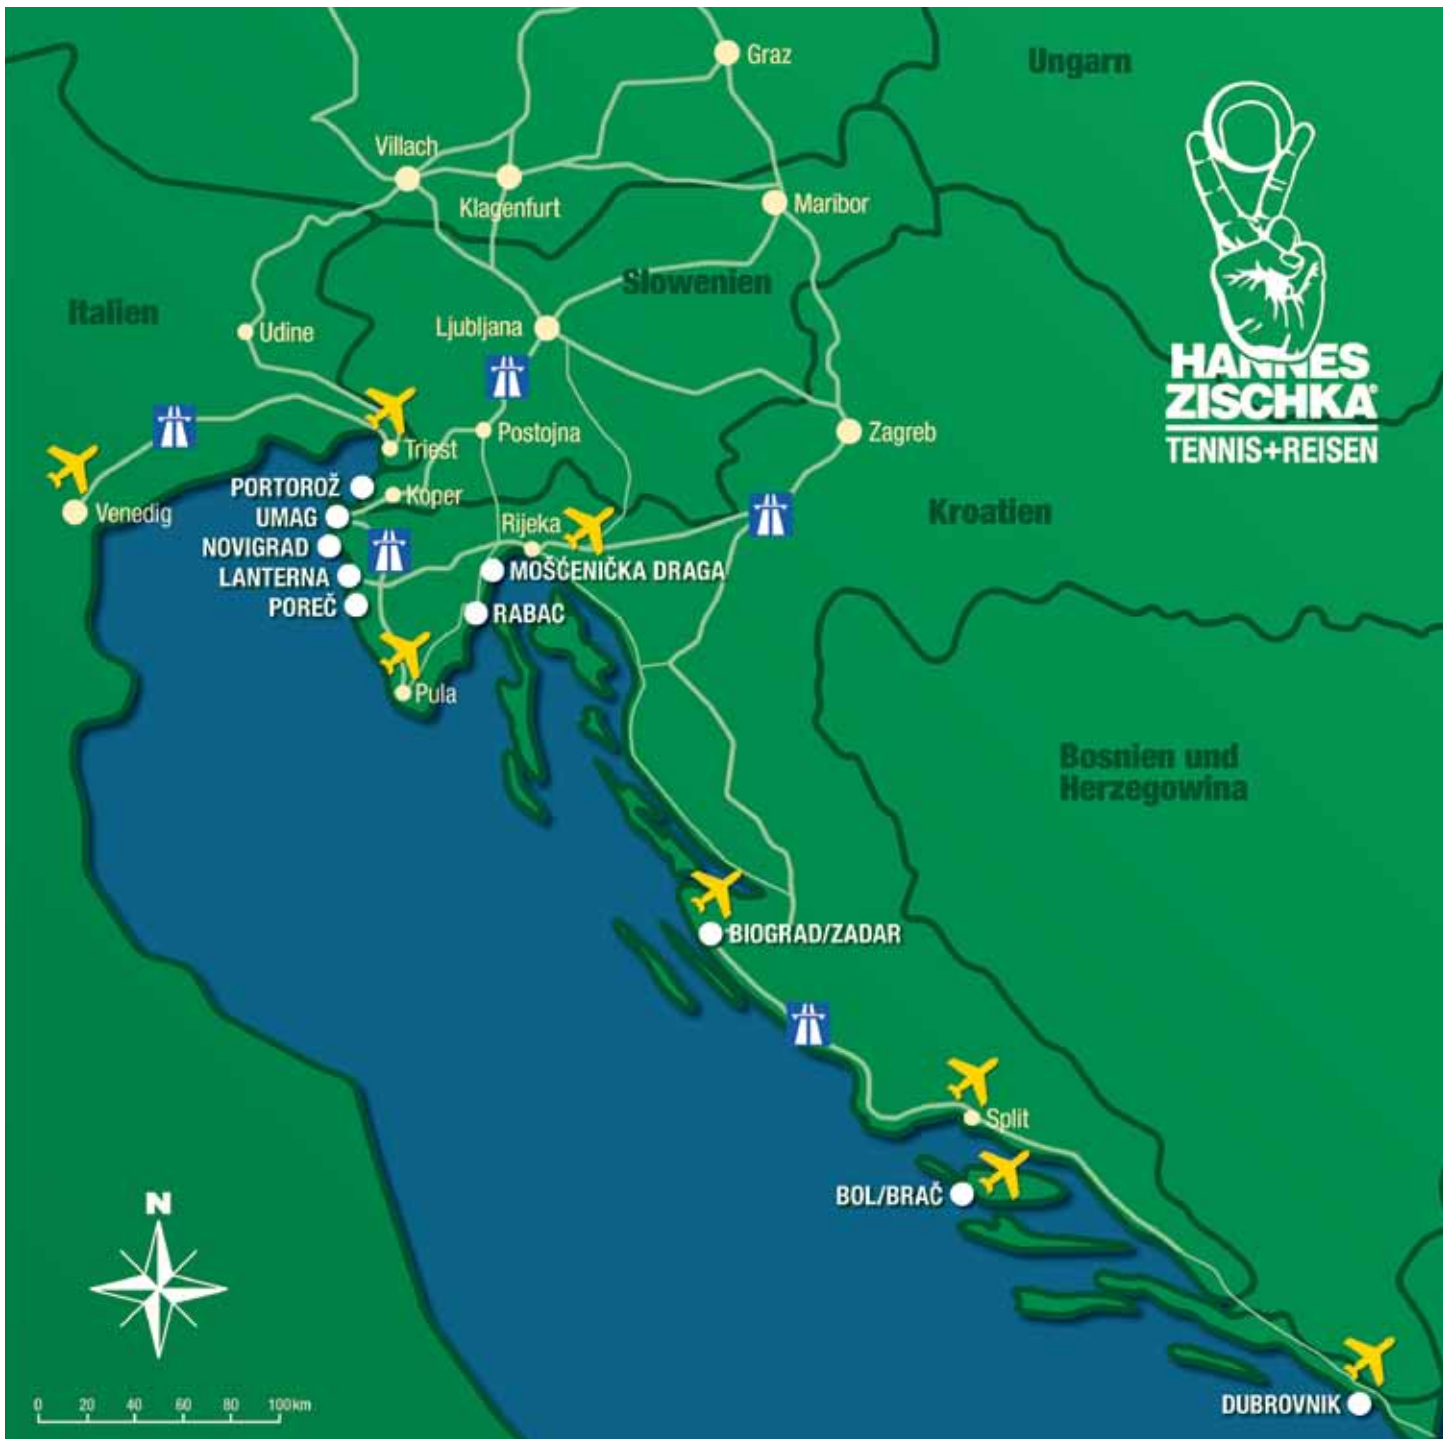 Graz
Ungarn
Villach
Klagenfurt
Maribor
Slowenien
Italien
Udine
Ljubljana
HANNES
ZISCHKA®
TENNIS+REISEN
Postojna
Zagreb
Triest
Venedig
PORTOROŽ
Koper
UMAG
Rijeka
Kroatien
NOVIGRAD
LANTERNA
MOŠĆENIČKA DRAGA
POREČ
RABAC
Pula
Bosnien und
Herzegowina
BIOGRAD/ZADAR
Split
BOL/BRAČ
N
DUBROVNIK
0 20 40 60 80 100 km